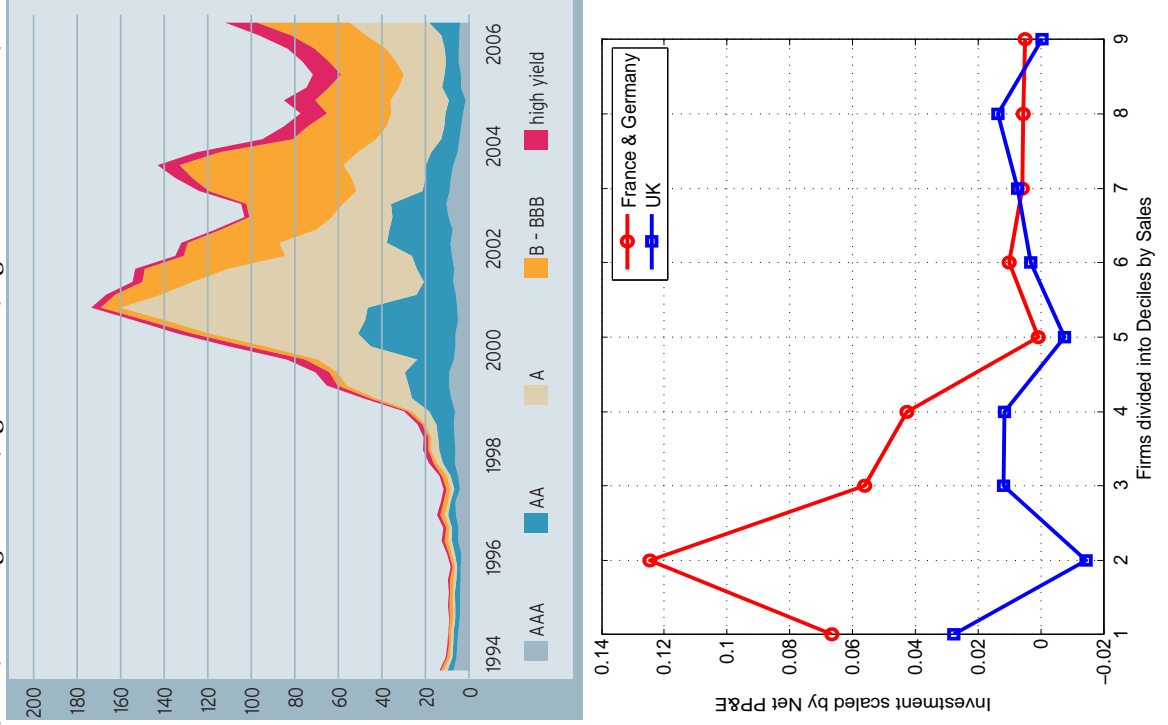 200
180
160
140
120
100
80
60
40
20
0
1994 1996 1998 2000 2002 2004 2006
AAA AA A B - BBB high yield
France & Germany
UK
0.14
0.12
0.1
0.08
0.06
0.04
0.02
0
−0.02
Investment scaled by Net PP&E
1 2 3 4 5 6 7 8 9
Firms divided into Deciles by Sales